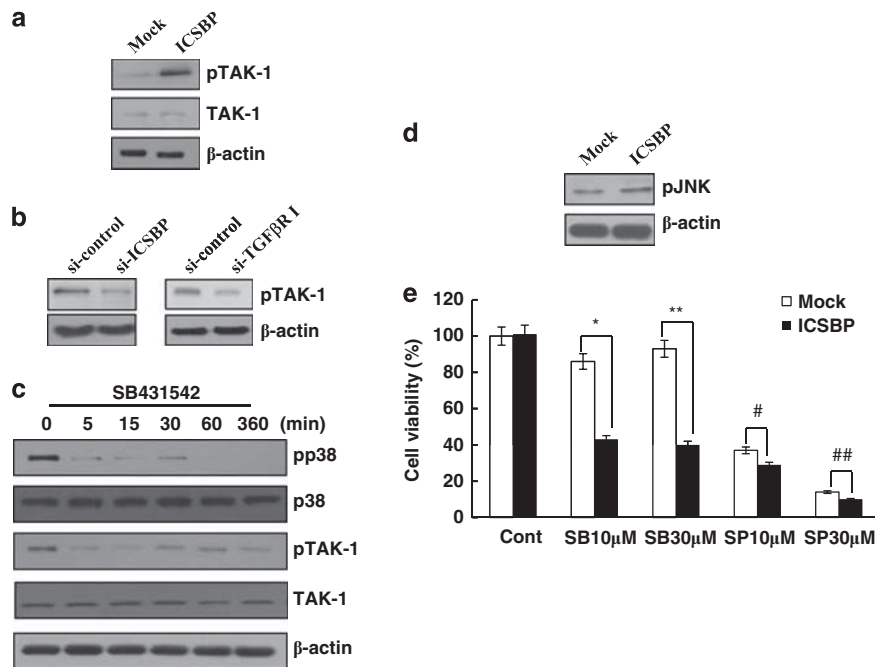 a
Mock ICSBP
pTAK-1
TAK-1
β-actin
b
si-control si-ICSBP si-control si-TGFβR I
pTAK-1
β-actin
c
SB431542
0 5 15 30 60 360 (min)
pp38
p38
pTAK-1
TAK-1
β-actin
d
Mock ICSBP
pJNK
β-actin
e
120
100
80
60
40
20
0
Cell viability (%)
Mock
ICSBP
* ** # ##
Cont SB10μM SB30μM SP10μM SP30μM